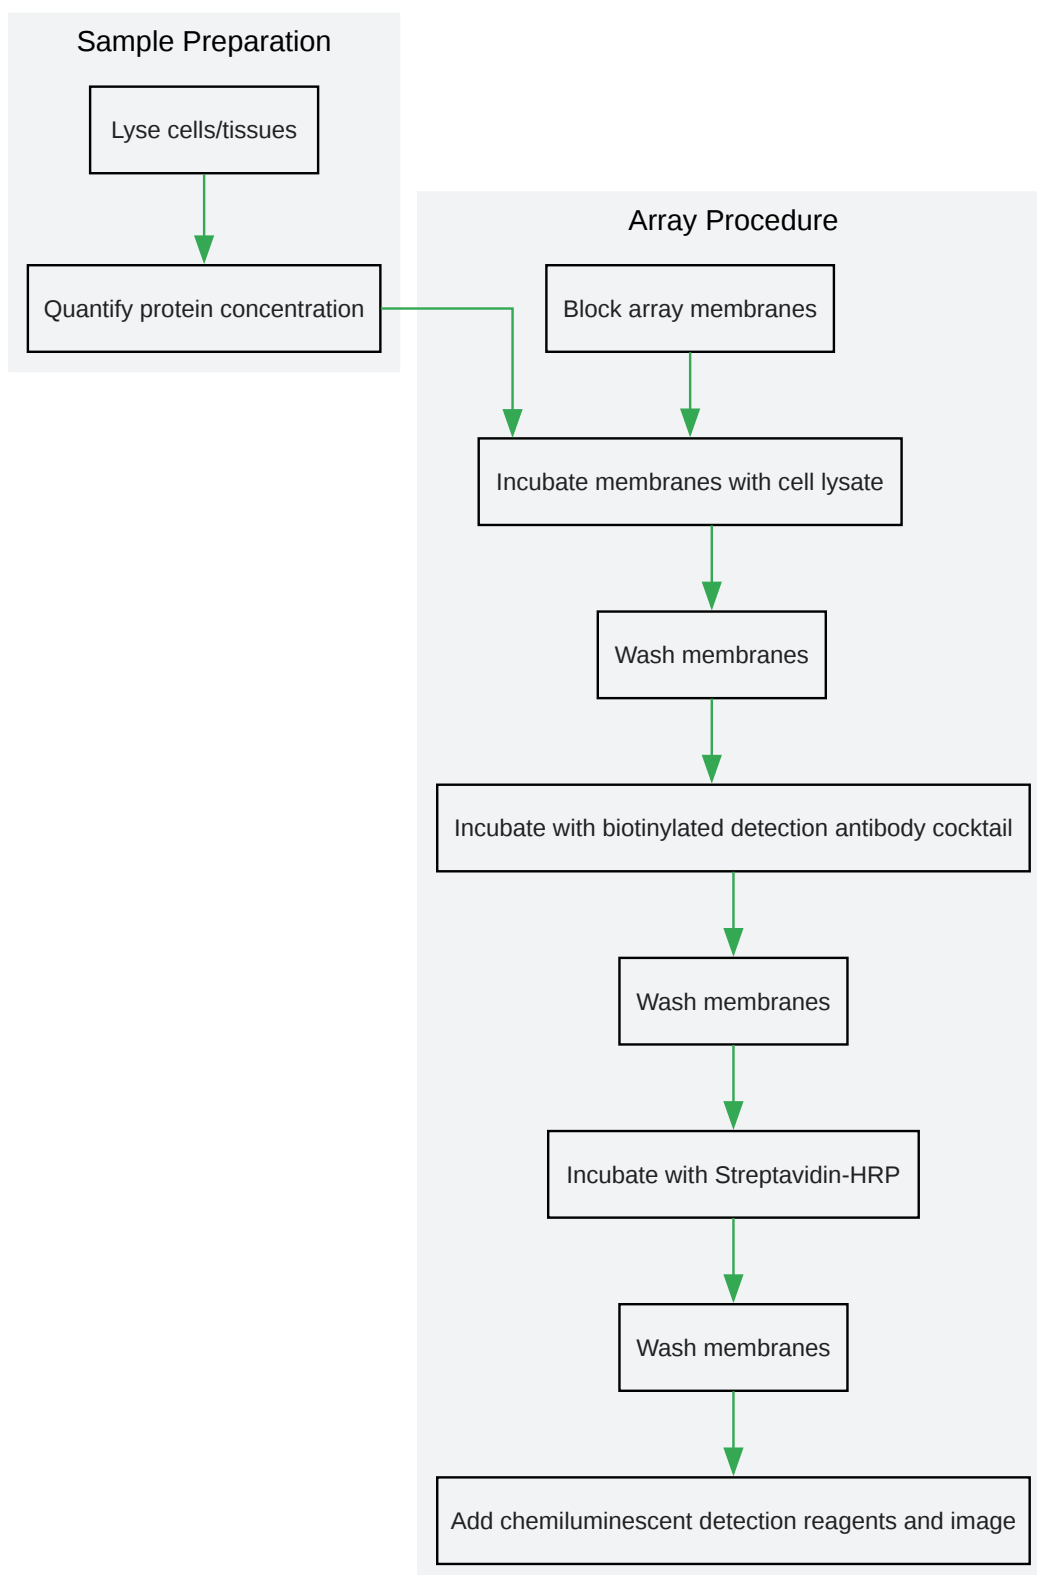 Sample Preparation
Lyse cells/tissues
Quantify protein concentration
Array Procedure
Block array membranes
Incubate membranes with cell lysate
Wash membranes
Incubate with biotinylated detection antibody cocktail
Wash membranes
Incubate with Streptavidin-HRP
Wash membranes
Add chemiluminescent detection reagents and image